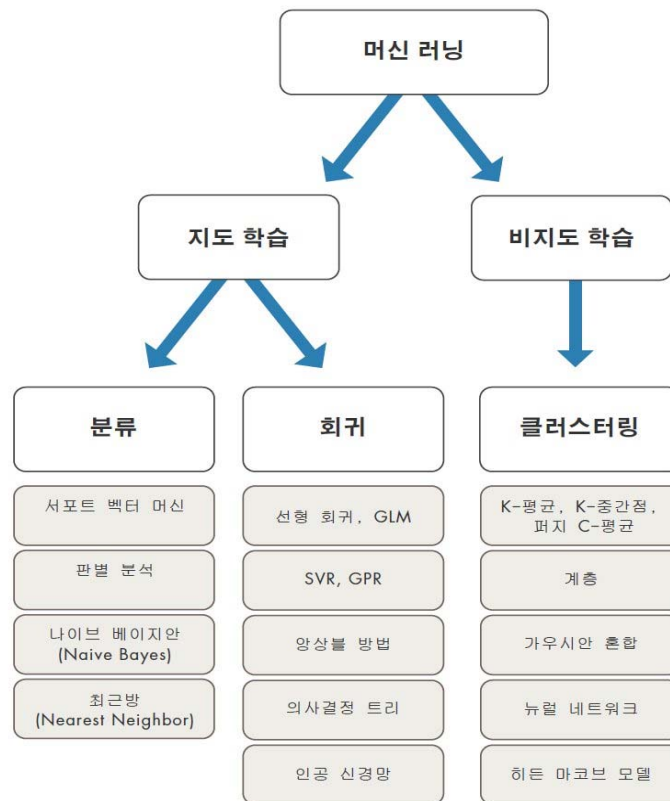 머신 러닝
지도 학습
비지도 학습
분류
회귀
클러스터링
서포트 벡터 머신
판별 분석
나이브 베이지안
(Naive Bayes)
최근방
(Nearest Neighbor)
선형 회귀, GLM
SVR, GPR
앙상블 방법
의사결정 트리
인공 신경망
K-평균, K-중간점,
퍼지 C-평균
계층
가우시안 혼합
뉴럴 네트워크
히든 마코브 모델